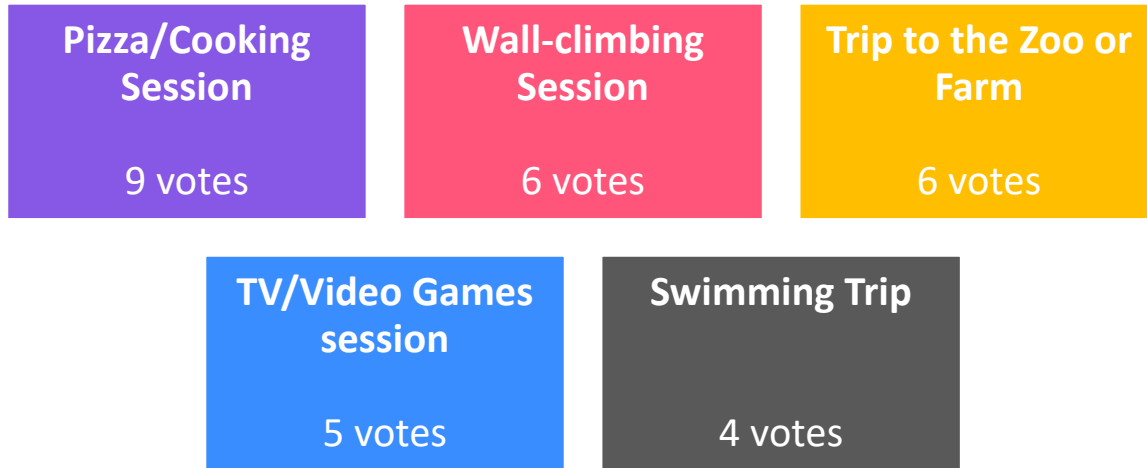 Pizza/Cooking
Session
9 votes
Wall-climbing
Session
6 votes
Trip to the Zoo or
Farm
6 votes
TV/Video Games
session
5 votes
Swimming Trip
4 votes